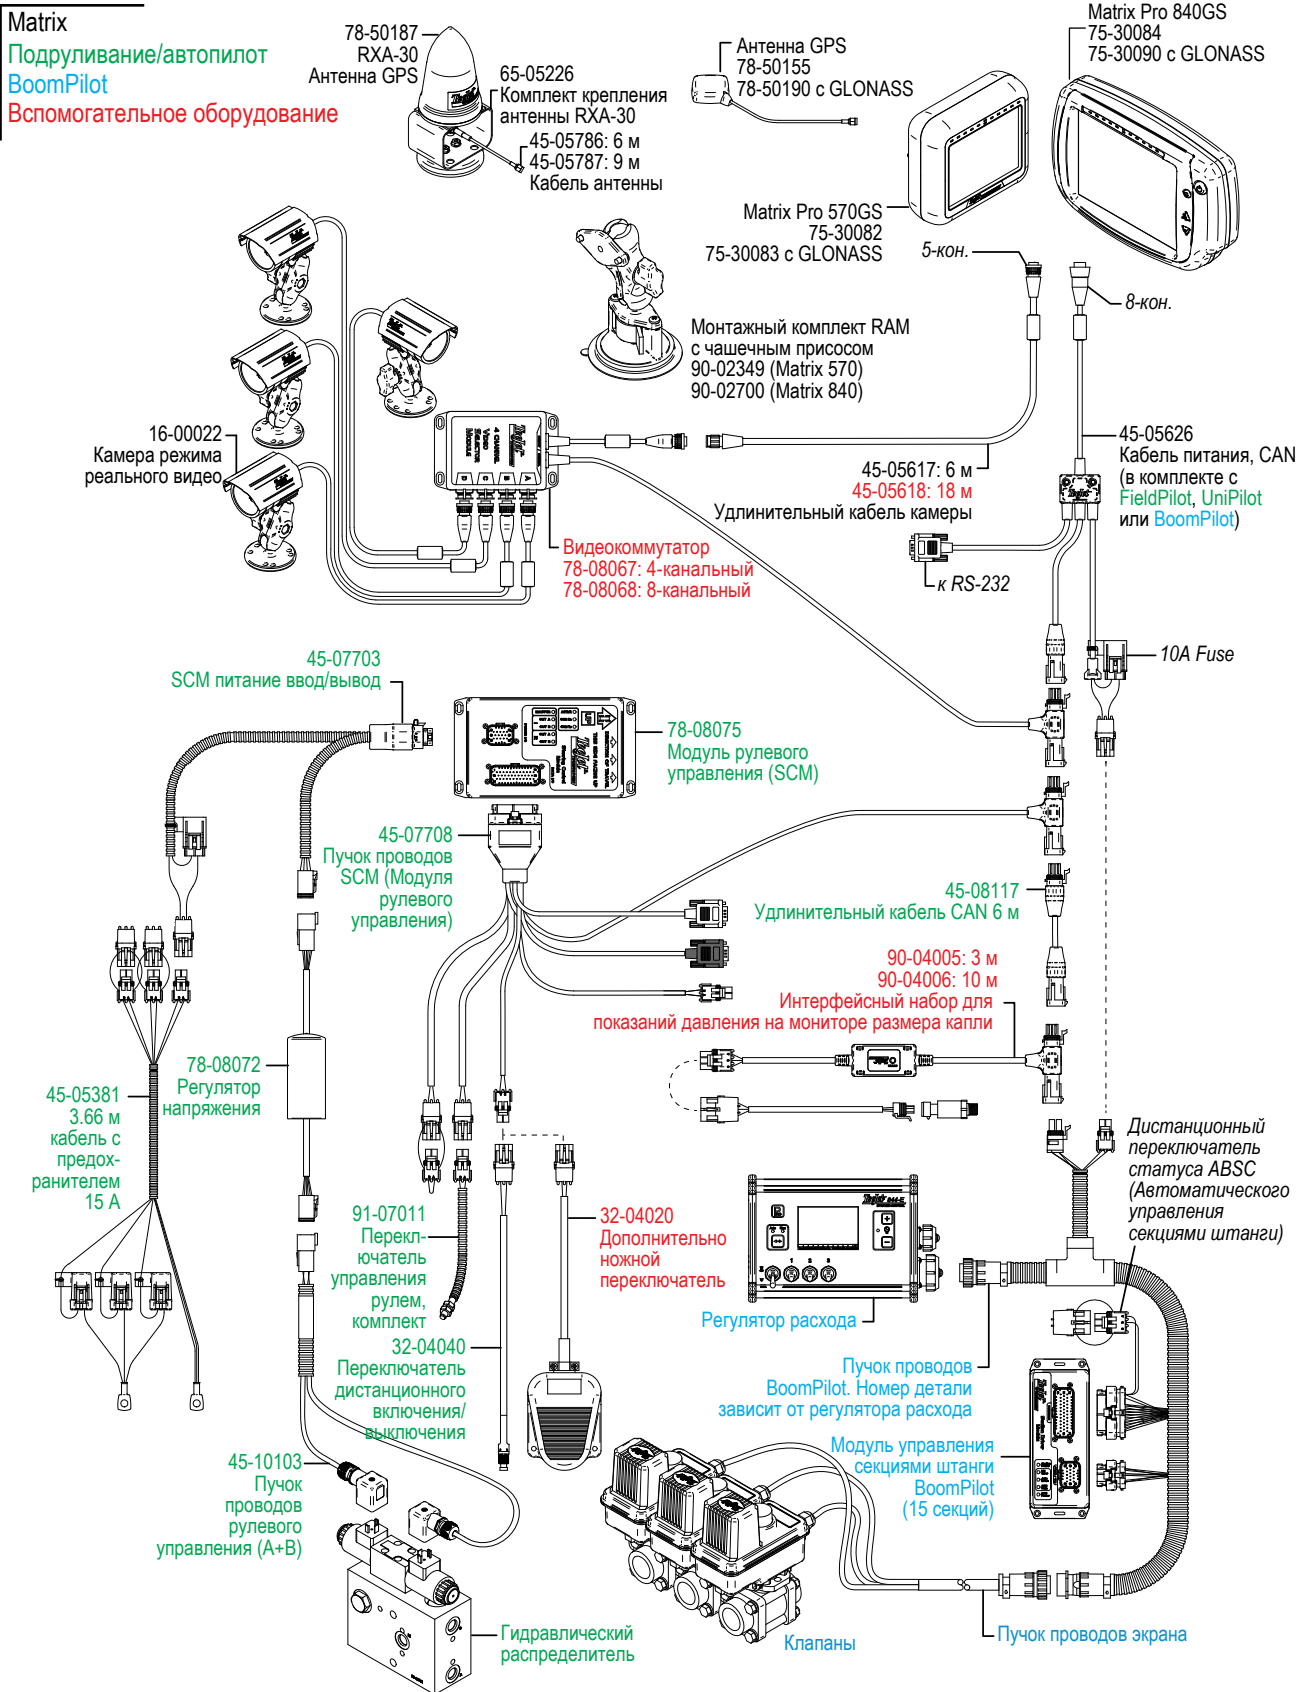 Matrix
Подруливание/автопилот
BoomPilot
Вспомогательное оборудование
78-50187
RXA-30
Антенна GPS
65-05226
Комплект крепления
антенны RXA-30
45-05786: 6 м
45-05787: 9 м
Кабель антенны
Антенна GPS
78-50155
78-50190 с GLONASS
Matrix Pro 840GS
75-30084
75-30090 с GLONASS
Matrix Pro 570GS
75-30082
75-30083 с GLONASS
5-кон.
8-кон.
Монтажный комплект RAM
с чашечным присосом
90-02349 (Matrix 570)
90-02700 (Matrix 840)
16-00022
Камера режима
реального видео
TeeJet
4 CHANNEL
VIDEO
SELECTOR
MODULE
A
B
C
D
45-05617: 6 м
45-05618: 18 м
Удлинительный кабель камеры
45-05626
Кабель питания, CAN
(в комплекте с
FieldPilot, UniPilot
или BoomPilot)
Видеокоммутатор
78-08067: 4-канальный
78-08068: 8-канальный
к RS-232
10A Fuse
45-07703
SCM питание ввод/вывод
78-08075
Модуль рулевого
управления (SCM)
45-07708
Пучок проводов
SCM (Модуля
рулевого
управления)
45-08117
Удлинительный кабель CAN 6 м
90-04005: 3 м
90-04006: 10 м
Интерфейсный набор для
показаний давления на мониторе размера капли
78-08072
Регулятор
напряжения
45-05381
3.66 м
кабель с
предох-
ранителем
15 А
Дистанционный
переключатель
статуса ABSC
(Автоматического
управления
секциями штанги)
91-07011
Перекл-
ючатель
управления
рулем,
комплект
32-04020
Дополнительно
ножной
переключатель
TeeJet 844-E
1
2
3
Регулятор расхода
32-04040
Переключатель
дистанционного
включения/
выключения
Пучок проводов
BoomPilot. Номер детали
зависит от регулятора расхода
Модуль управления
секциями штанги
BoomPilot
(15 секций)
45-10103
Пучок
проводов
рулевого
управления (A+B)
Гидравлический
распределитель
Клапаны
Пучок проводов экрана